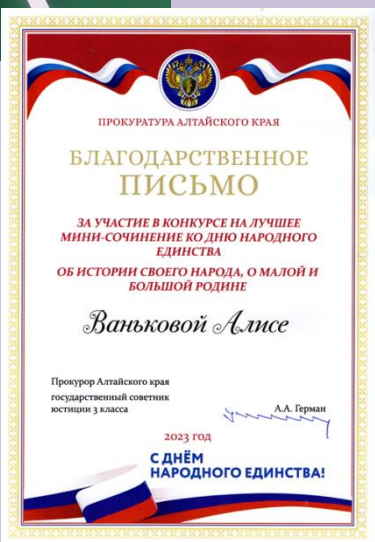 ПРОКУРАТУРА АЛТАЙСКОГО КРАЯ
БЛАГОДАРСТВЕННОЕ
ПИСЬМО
ЗА УЧАСТИЕ В КОНКУРСЕ НА ЛУЧШЕЕ
МИНИ-СОЧИНЕНИЕ КО ДНЮ НАРОДНОГО
ЕДИНСТВА
ОБ ИСТОРИИ СВОЕГО НАРОДА, О МАЛОЙ И
БОЛЬШОЙ РОДИНЕ
Ваньковой Алисе
Прокурор Алтайского края
государственный советник
юстиции 3 класса
А.А. Герман
2023 год
С ДНЁМ
НАРОДНОГО ЕДИНСТВА!